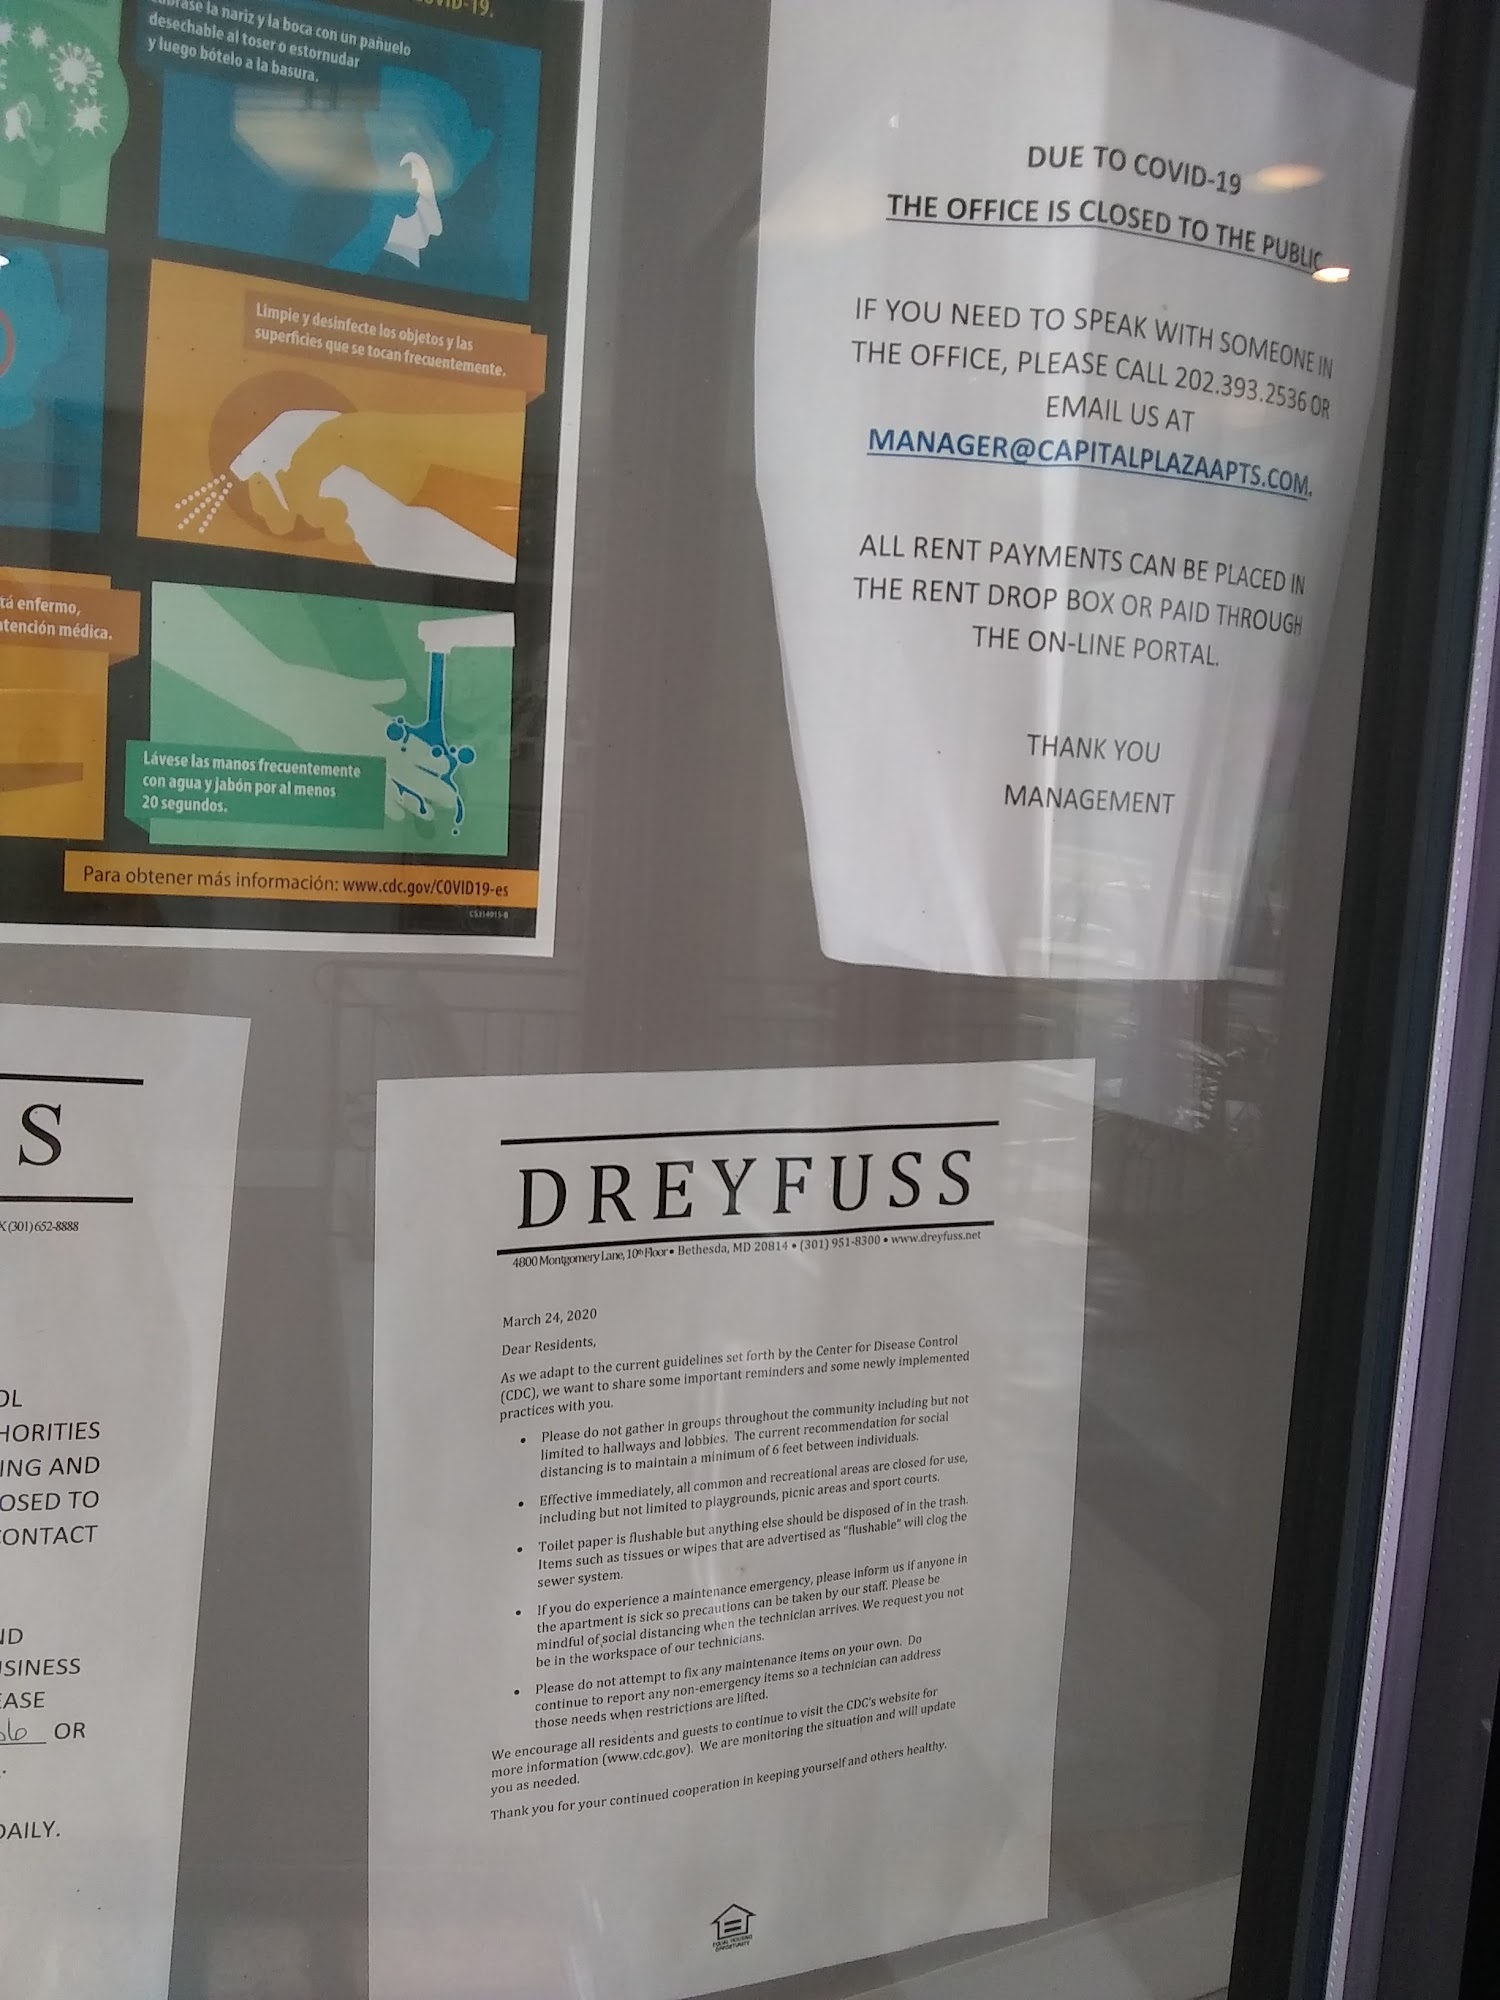 COVID-19.
la nariz y la boca con un pañuelo
desechable al toser o estornudar
y luego bótelo a la basura.
Limpie y desinfecte los objetos y las
superficies que se tocan frecuentemente.
tá enfermo,
atención médica.
Lávese las manos frecuentemente
con agua y jabón por al menos
20 segundos.
Para obtener más información: www.cdc.gov/COVID19-es
DUE TO COVID-19
THE OFFICE IS CLOSED TO THE PUBLIC
IF YOU NEED TO SPEAK WITH SOMEONE IN
THE OFFICE, PLEASE CALL 202.393.2536 OR
EMAIL US AT
MANAGER@CAPITALPLAZAAPTS.COM.
ALL RENT PAYMENTS CAN BE PLACED IN
THE RENT DROP BOX OR PAID THROUGH
THE ON-LINE PORTAL.
THANK YOU
MANAGEMENT
S
X (301) 652-8888
OL
HORITIES
ING AND
OSED TO
CONTACT
ND
USINESS
EASE
OR
DAILY.
DREYFUSS
4800 Montgomery Lane, 10th Floor • Bethesda, MD 20814 • (301) 951-8300 • www.dreyfuss.net
March 24, 2020
Dear Residents,
As we adapt to the current guidelines set forth by the Center for Disease Control
(CDC), we want to share some important reminders and some newly implemented
practices with you.
• Please do not gather in groups throughout the community including but not
limited to hallways and lobbies. The current recommendation for social
distancing is to maintain a minimum of 6 feet between individuals.
• Effective immediately, all common and recreational areas are closed for use,
including but not limited to playgrounds, picnic areas and sport courts.
• Toilet paper is flushable but anything else should be disposed of in the trash.
Items such as tissues or wipes that are advertised as "flushable" will clog the
sewer system.
• If you do experience a maintenance emergency, please inform us if anyone in
the apartment is sick so precautions can be taken by our staff. Please be
mindful of social distancing when the technician arrives. We request you not
be in the workspace of our technicians.
• Please do not attempt to fix any maintenance items on your own. Do
continue to report any non-emergency items so a technician can address
those needs when restrictions are lifted.
We encourage all residents and guests to continue to visit the CDC's website for
more information (www.cdc.gov). We are monitoring the situation and will update
you as needed.
Thank you for your continued cooperation in keeping yourself and others healthy.
EQUAL HOUSING
OPPORTUNITY